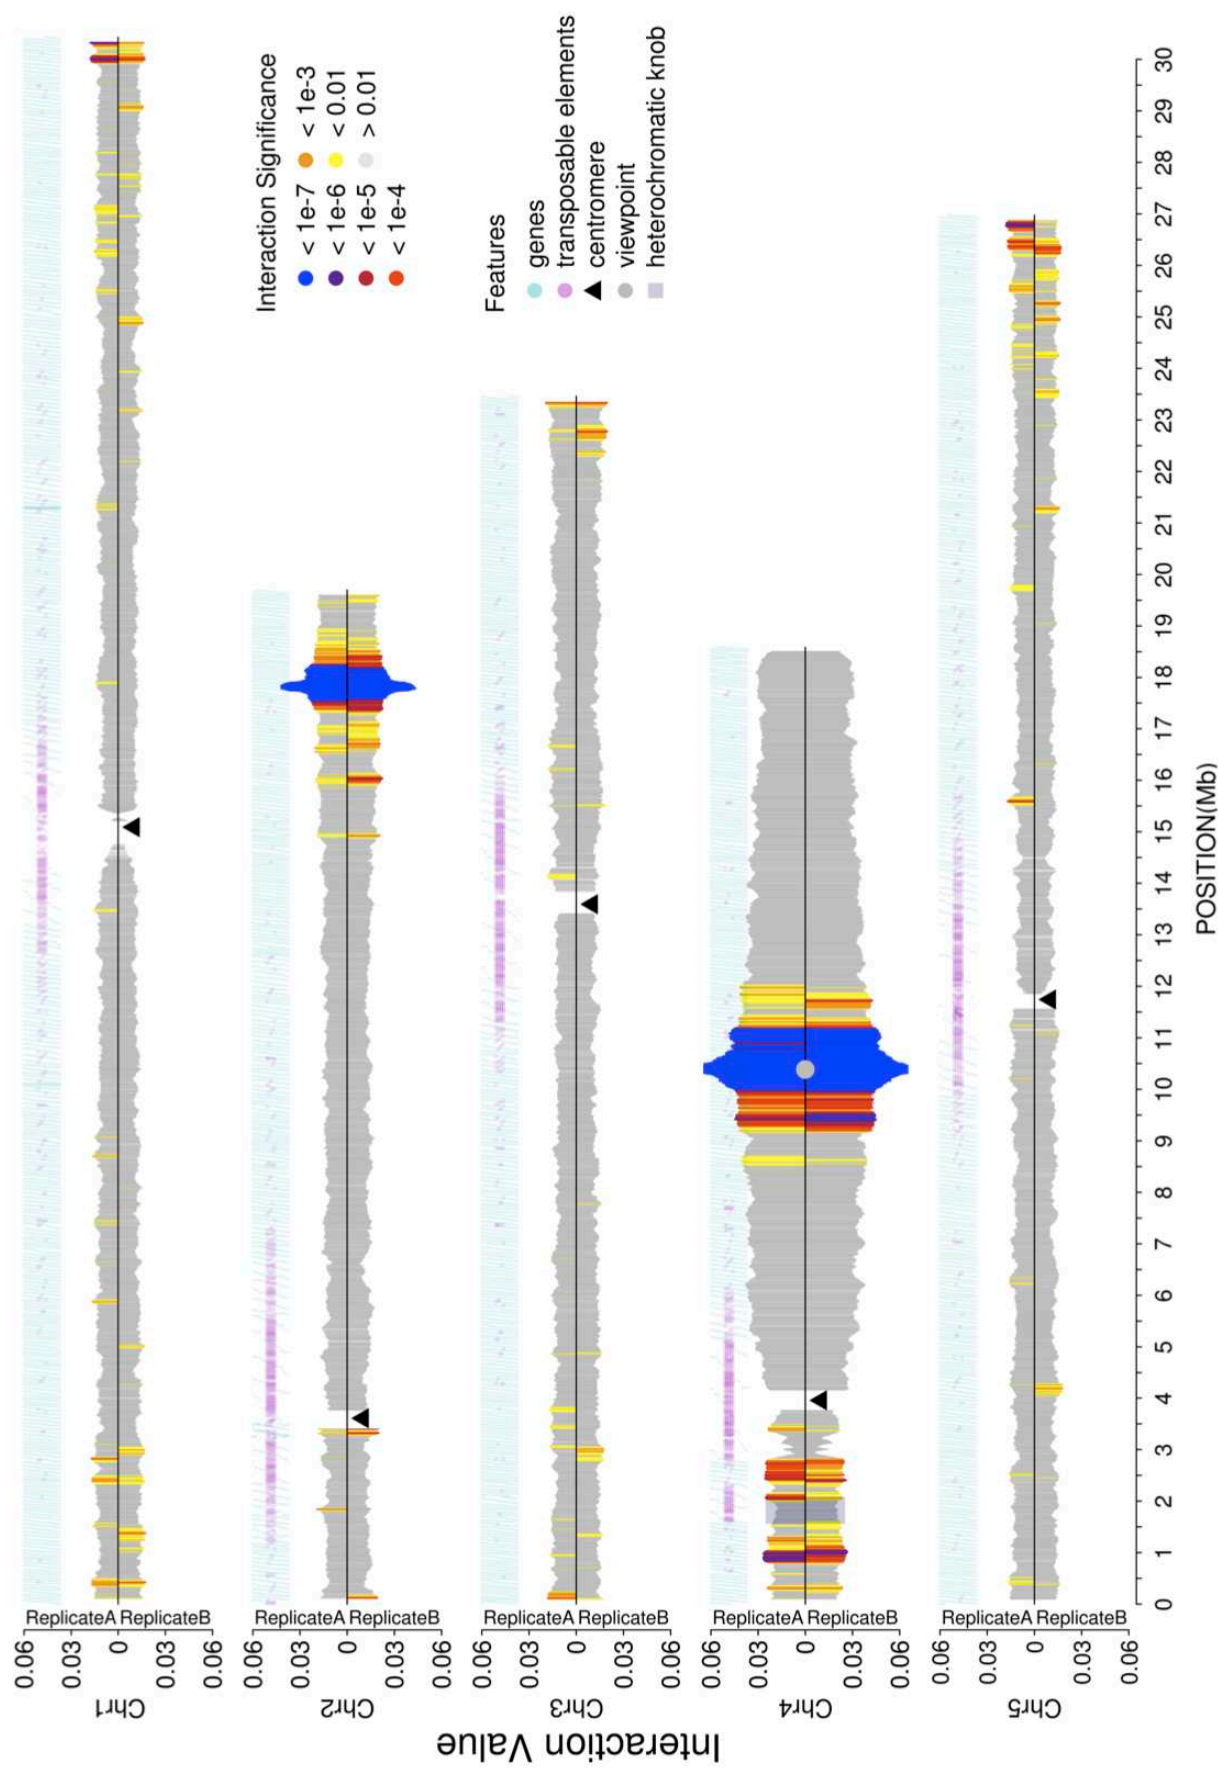 Interaction Value
Chr1
0.06
0.03
0
0.03
0.06
ReplicateA ReplicateB
Interaction Significance
< 1e-7
< 1e-6
< 1e-5
< 1e-4
< 1e-3
< 0.01
> 0.01
Chr2
0.06
0.03
0
0.03
0.06
ReplicateA ReplicateB
Features
genes
transposable elements
centromere
viewpoint
heterochromatic knob
Chr3
0.06
0.03
0
0.03
0.06
ReplicateA ReplicateB
Chr4
0.06
0.03
0
0.03
0.06
ReplicateA ReplicateB
Chr5
0.06
0.03
0
0.03
0.06
ReplicateA ReplicateB
0 1 2 3 4 5 6 7 8 9 10 11 12 13 14 15 16 17 18 19 20 21 22 23 24 25 26 27 28 29 30
POSITION(Mb)